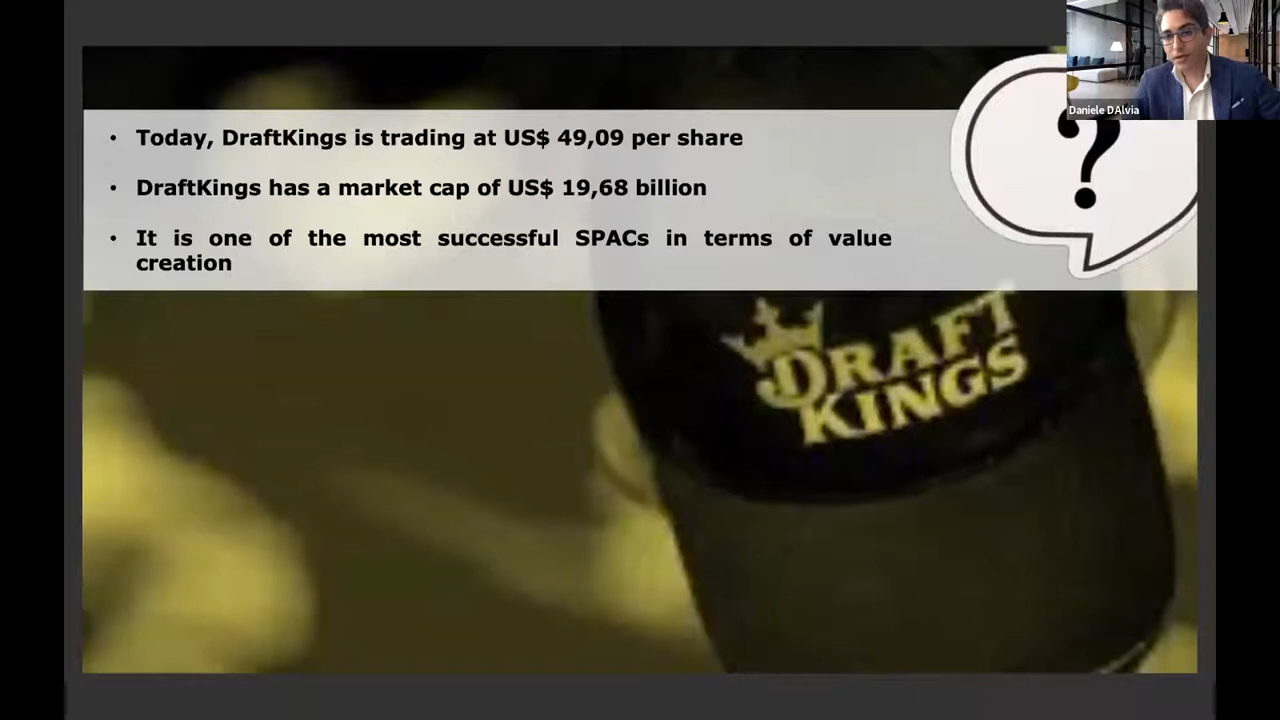 Today, DraftKings is trading at US$ 49,09 per share
DraftKings has a market cap of US$ 19,68 billion
It is one of the most successful SPACs in terms of value
creation
?
Daniele DAlvia
DRAFT
KINGS